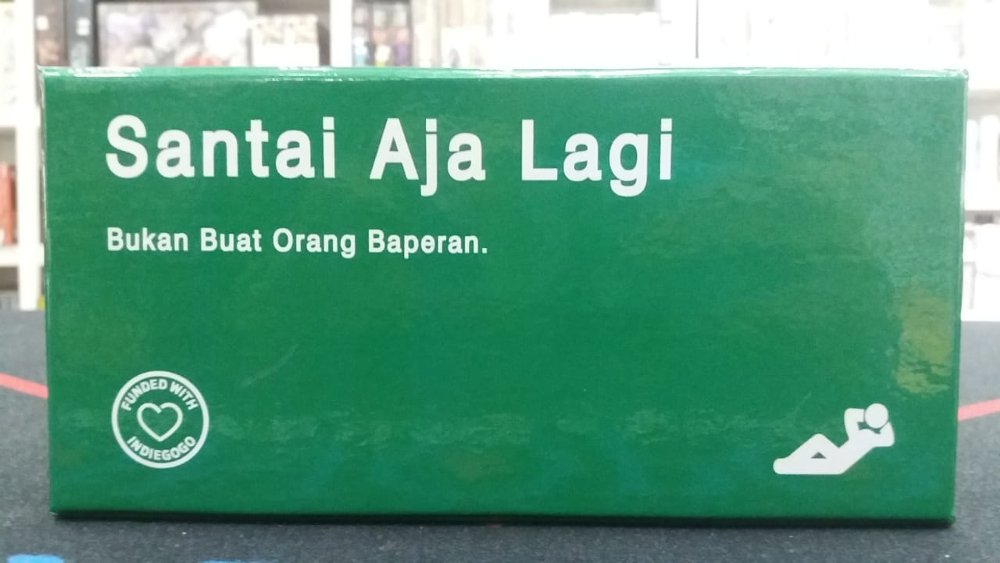 Santai Aja Lagi
Bukan Buat Orang Baperan.
FUNDED WITH
INDIEGOGO